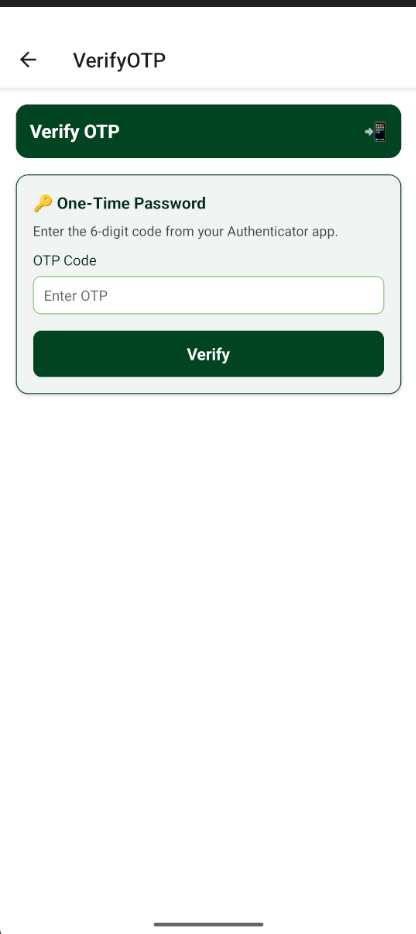 VerifyOTP
Verify OTP
One-Time Password
Enter the 6-digit code from your Authenticator app.
OTP Code
Enter OTP
Verify